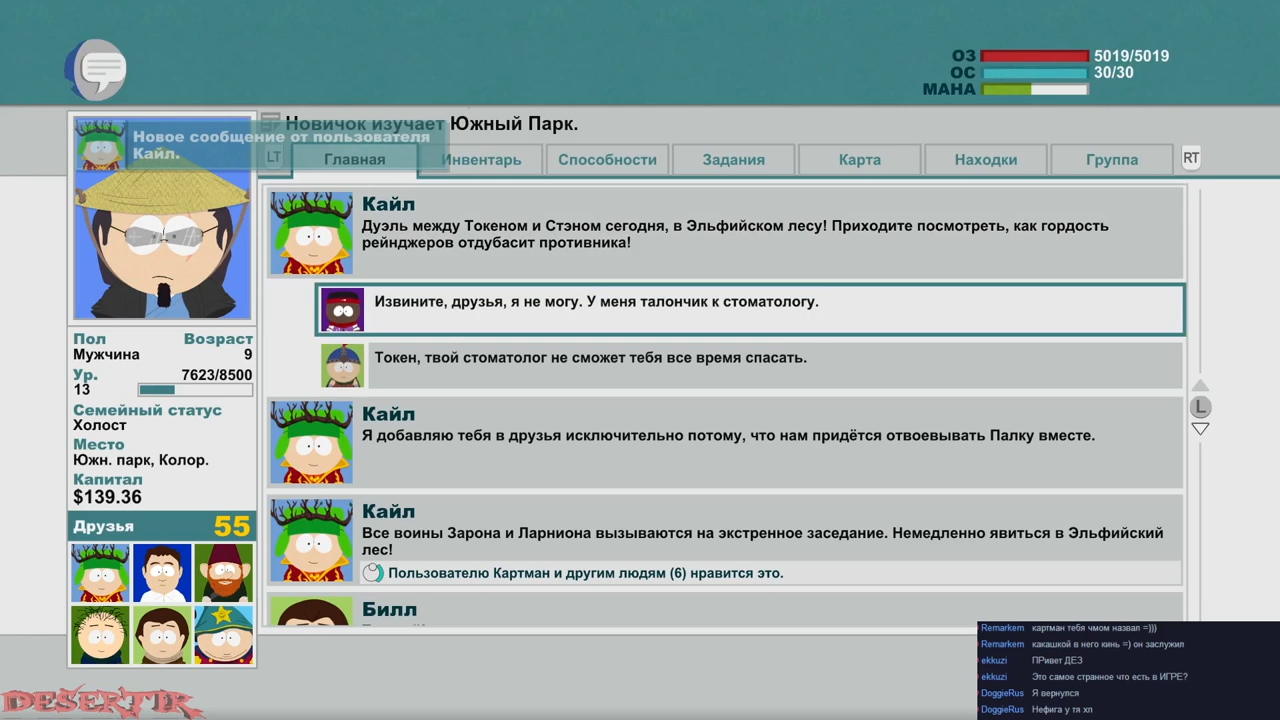 ОЗ 5019/5019
ОС 30/30
МАНА
Новичок изучает Южный Парк.
Новое сообщение от пользователя
Кайл.
LT
Главная
Инвентарь
Способности
Задания
Карта
Находки
Группа
RT
Кайл
Дуэль между Токеном и Стэном сегодня, в Эльфийском лесу! Приходите посмотреть, как гордость
рейнджеров отдубасит противника!
Извините, друзья, я не могу. У меня талончик к стоматологу.
Токен, твой стоматолог не сможет тебя все время спасать.
Кайл
Я добавляю тебя в друзья исключительно потому, что нам придётся отвоевывать Палку вместе.
Кайл
Все воины Зарона и Ларниона вызываются на экстренное заседание. Немедленно явиться в Эльфийский
лес!
Пользователю Картман и другим людям (6) нравится это.
Билл
L
Пол Возраст
Мужчина 9
Ур. 7623/8500
13
Семейный статус
Холост
Место
Южн. парк, Колор.
Капитал
$139.36
Друзья 55
Remarkem картман тебя чмом назвал =)))
Remarkem какашкой в него кинь =) он заслужил
ekkuzi ПРивет ДЕЗ
ekkuzi Это самое странное что есть в ИГРЕ?
DoggieRus Я вернулся
DoggieRus Нефига у тя хп
DESERTIR